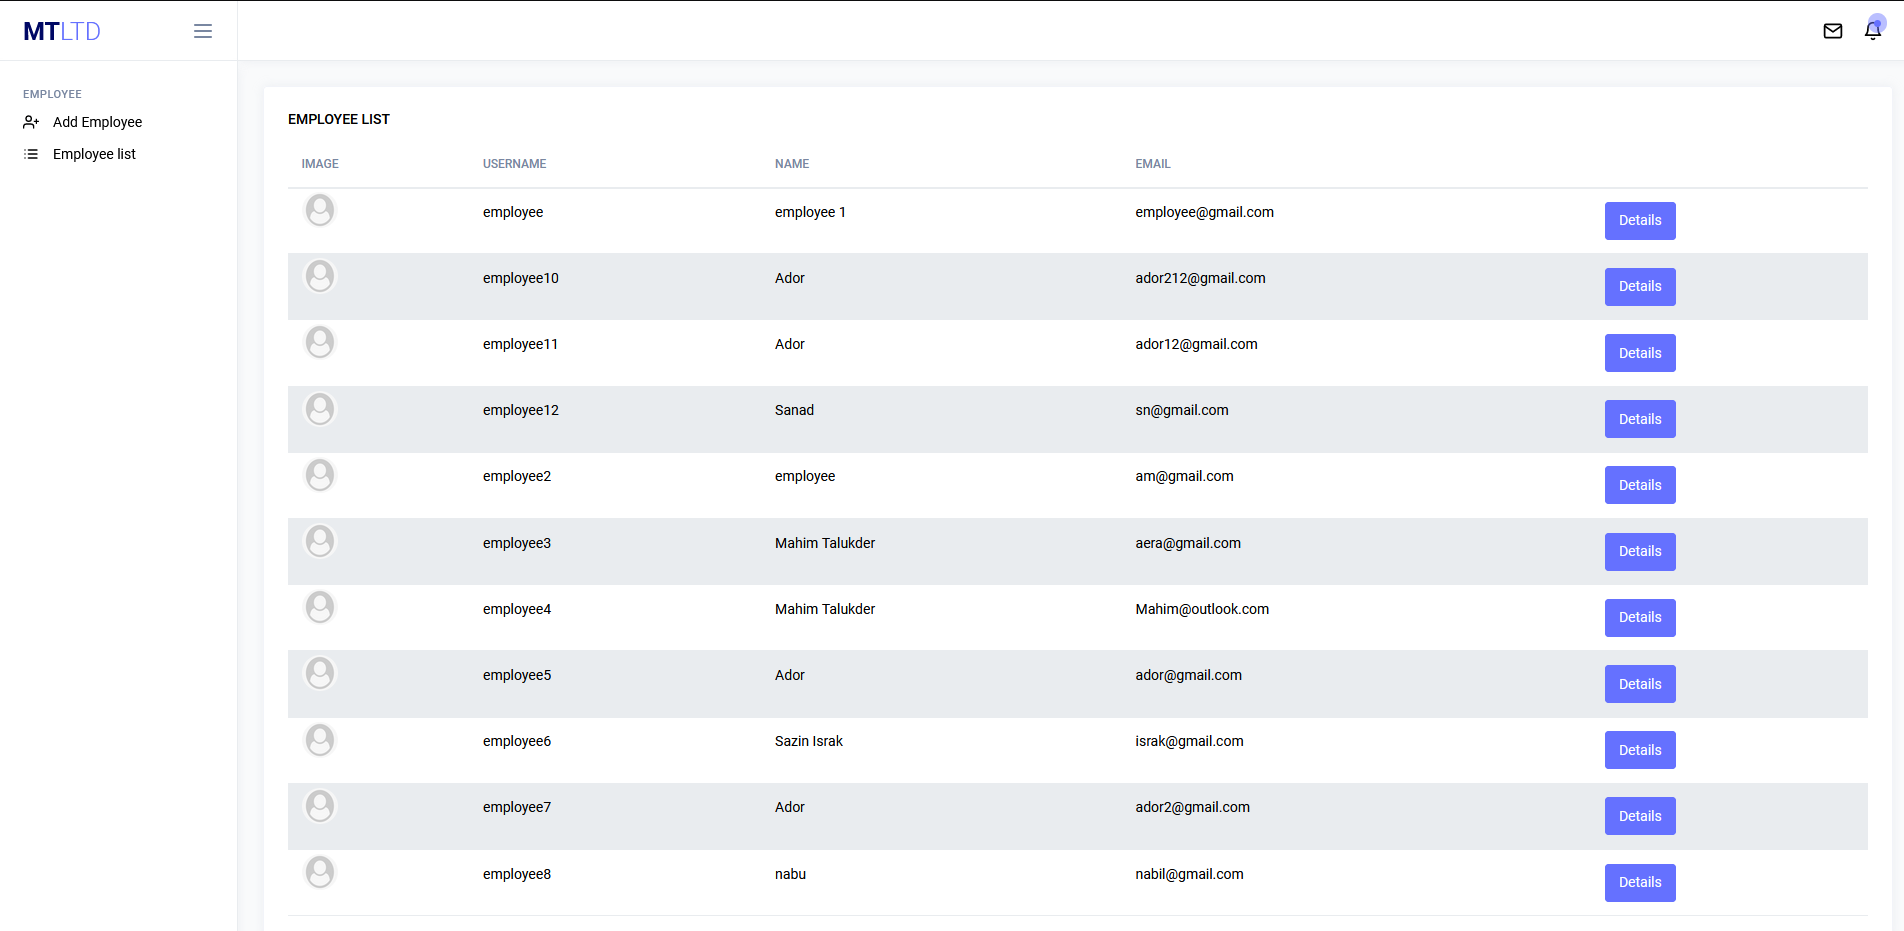 MTLTD
EMPLOYEE
Add Employee
Employee list
EMPLOYEE LIST
IMAGE USERNAME NAME EMAIL
employee employee 1 employee@gmail.com Details
employee10 Ador ador212@gmail.com Details
employee11 Ador ador12@gmail.com Details
employee12 Sanad sn@gmail.com Details
employee2 employee am@gmail.com Details
employee3 Mahim Talukder aera@gmail.com Details
employee4 Mahim Talukder Mahim@outlook.com Details
employee5 Ador ador@gmail.com Details
employee6 Sazin Israk israk@gmail.com Details
employee7 Ador ador2@gmail.com Details
employee8 nabu nabil@gmail.com Details